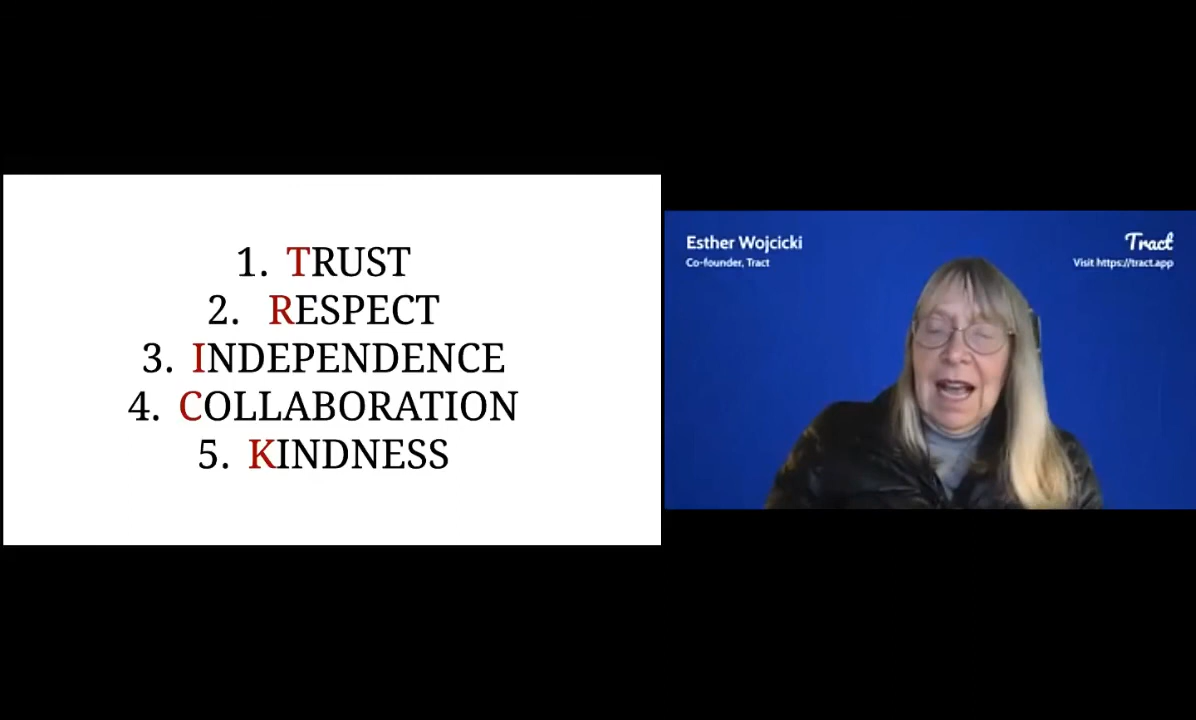 1. TRUST
2. RESPECT
3. INDEPENDENCE
4. COLLABORATION
5. KINDNESS
Esther Wojcicki
Co-founder, Tract
Tract
Visit https://tract.app